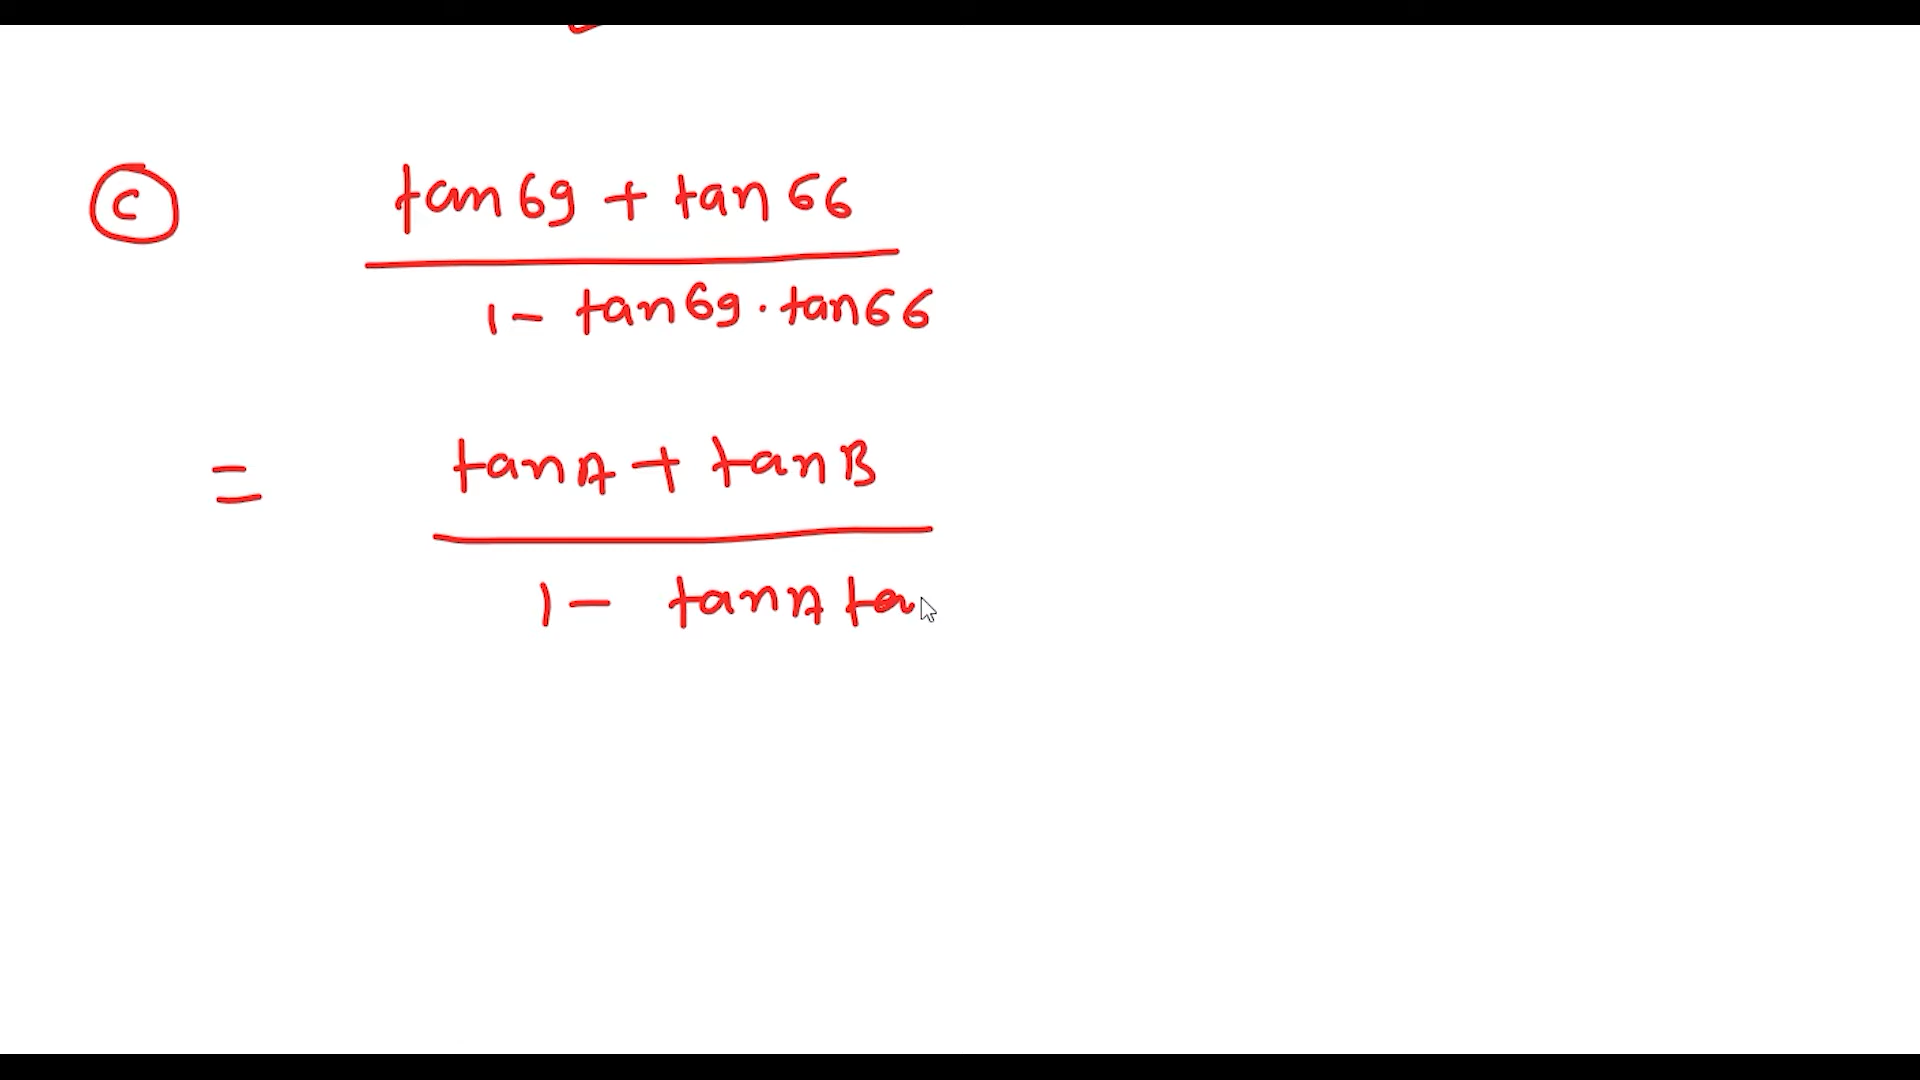 C
tan 69 + tan 66
1 - tan 69 . tan 66
=
tan A + tan B
1 - tan A ta